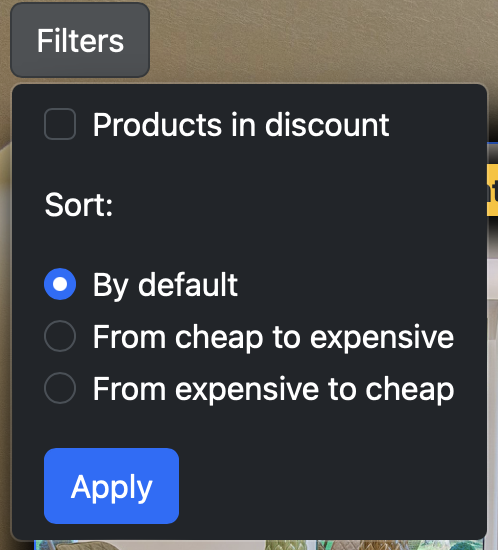 Filters
Products in discount
Sort:
By default
From cheap to expensive
From expensive to cheap
Apply